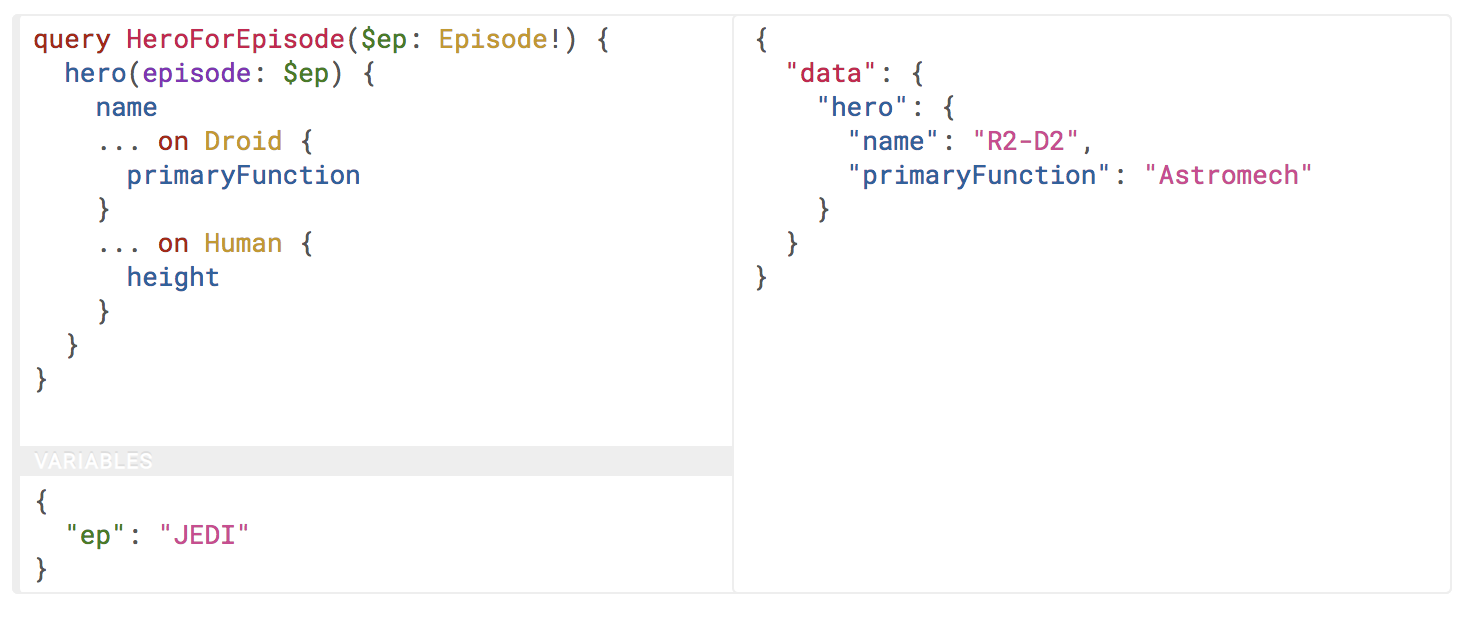 query HeroForEpisode($ep: Episode!) {
  hero(episode: $ep) {
    name
    ... on Droid {
      primaryFunction
    }
    ... on Human {
      height
    }
  }
}
VARIABLES
{
  "ep": "JEDI"
}
{
  "data": {
    "hero": {
      "name": "R2-D2",
      "primaryFunction": "Astromech"
    }
  }
}